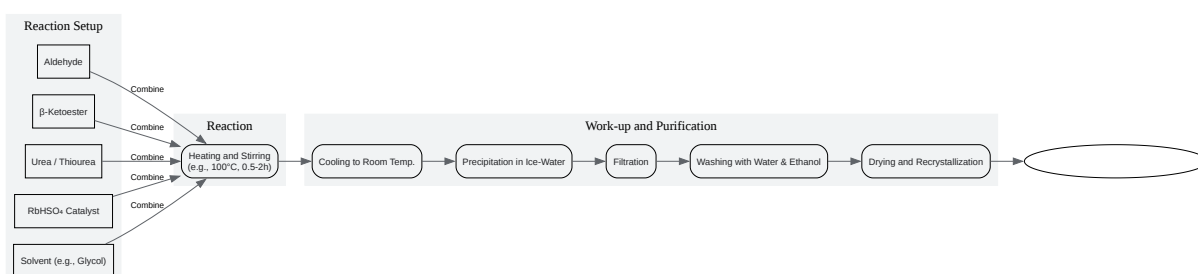 Reaction Setup
Aldehyde
β-Ketoester
Urea / Thiourea
RbHSO₄ Catalyst
Solvent (e.g., Glycol)
Combine
Combine
Combine
Combine
Combine
Reaction
Heating and Stirring
(e.g., 100°C, 0.5-2h)
Work-up and Purification
Cooling to Room Temp.
Precipitation in Ice-Water
Filtration
Washing with Water & Ethanol
Drying and Recrystallization